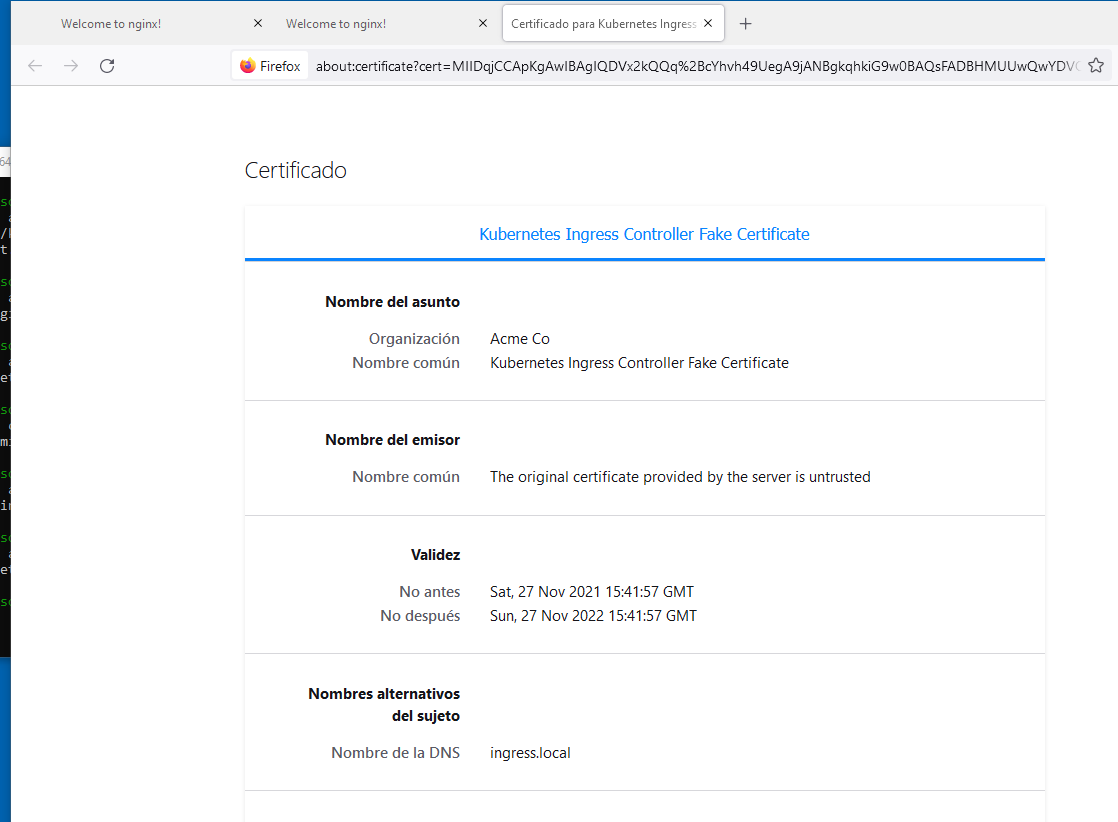 Welcome to nginx!
Welcome to nginx!
Certificado para Kubernetes Ingress
Firefox
about:certificate?cert=MIIDqjCCApKgAwIBAgIQDVx2kQQq%2BcYhvh49UegA9jANBgkqhkiG9w0BAQsFADBHMUUwQwYDVQ
Certificado
Kubernetes Ingress Controller Fake Certificate
Nombre del asunto
Organización Acme Co
Nombre común Kubernetes Ingress Controller Fake Certificate
Nombre del emisor
Nombre común The original certificate provided by the server is untrusted
Validez
No antes Sat, 27 Nov 2021 15:41:57 GMT
No después Sun, 27 Nov 2022 15:41:57 GMT
Nombres alternativos
del sujeto
Nombre de la DNS ingress.local